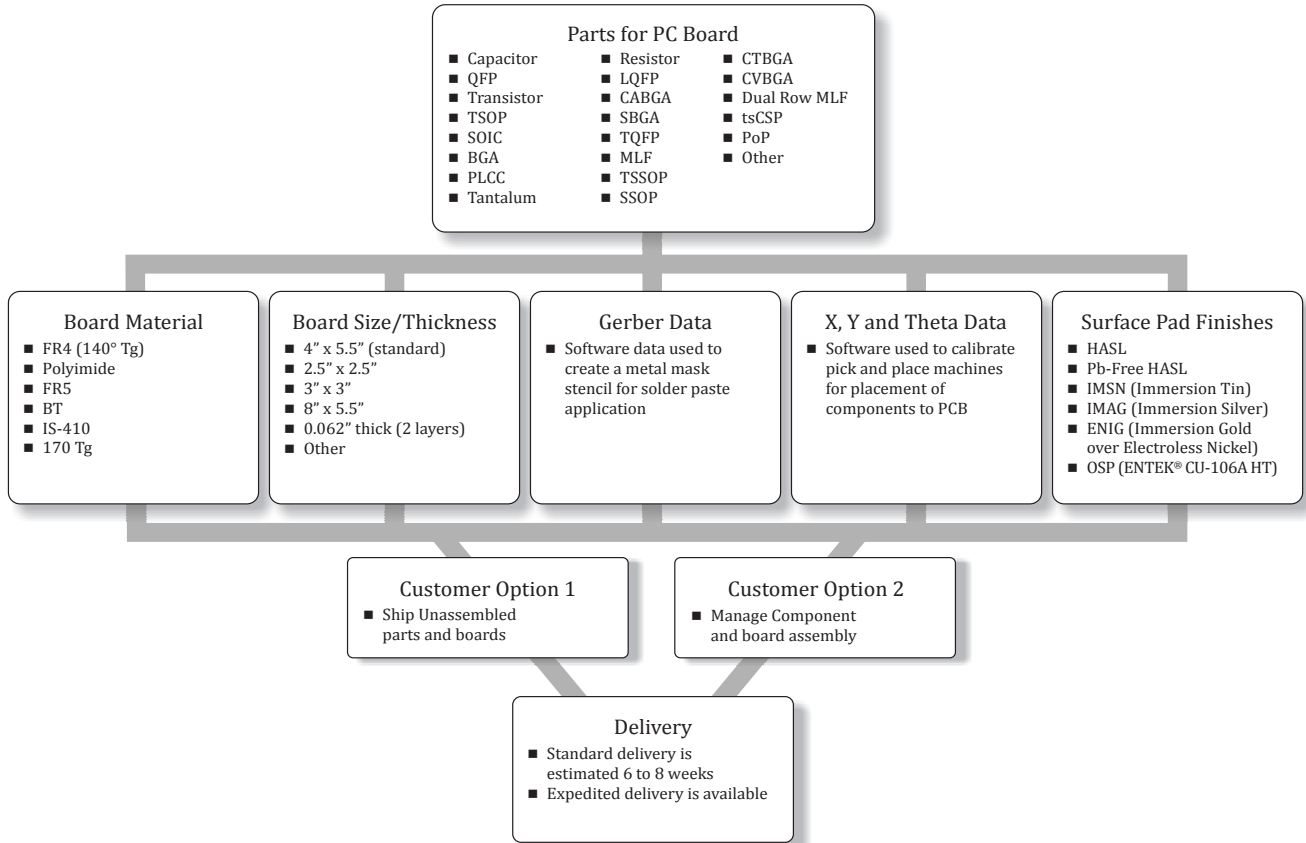 Parts for PC Board
■ Capacitor
■ QFP
■ Transistor
■ TSOP
■ SOIC
■ BGA
■ PLCC
■ Tantalum
■ Resistor
■ LQFP
■ CABGA
■ SBGA
■ TQFP
■ MLF
■ TSSOP
■ SSOP
■ CTBGA
■ CVBGA
■ Dual Row MLF
■ tsCSP
■ PoP
■ Other
Board Material
■ FR4 (140° Tg)
■ Polyimide
■ FR5
■ BT
■ IS-410
■ 170 Tg
Board Size/Thickness
■ 4” x 5.5” (standard)
■ 2.5” x 2.5”
■ 3” x 3”
■ 8” x 5.5”
■ 0.062” thick (2 layers)
■ Other
Gerber Data
■ Software data used to
create a metal mask
stencil for solder paste
application
X, Y and Theta Data
■ Software used to calibrate
pick and place machines
for placement of
components to PCB
Surface Pad Finishes
■ HASL
■ Pb-Free HASL
■ IMSN (Immersion Tin)
■ IMAG (Immersion Silver)
■ ENIG (Immersion Gold
over Electroless Nickel)
■ OSP (ENTEK® CU-106A HT)
Customer Option 1
■ Ship Unassembled
parts and boards
Customer Option 2
■ Manage Component
and board assembly
Delivery
■ Standard delivery is
estimated 6 to 8 weeks
■ Expedited delivery is available